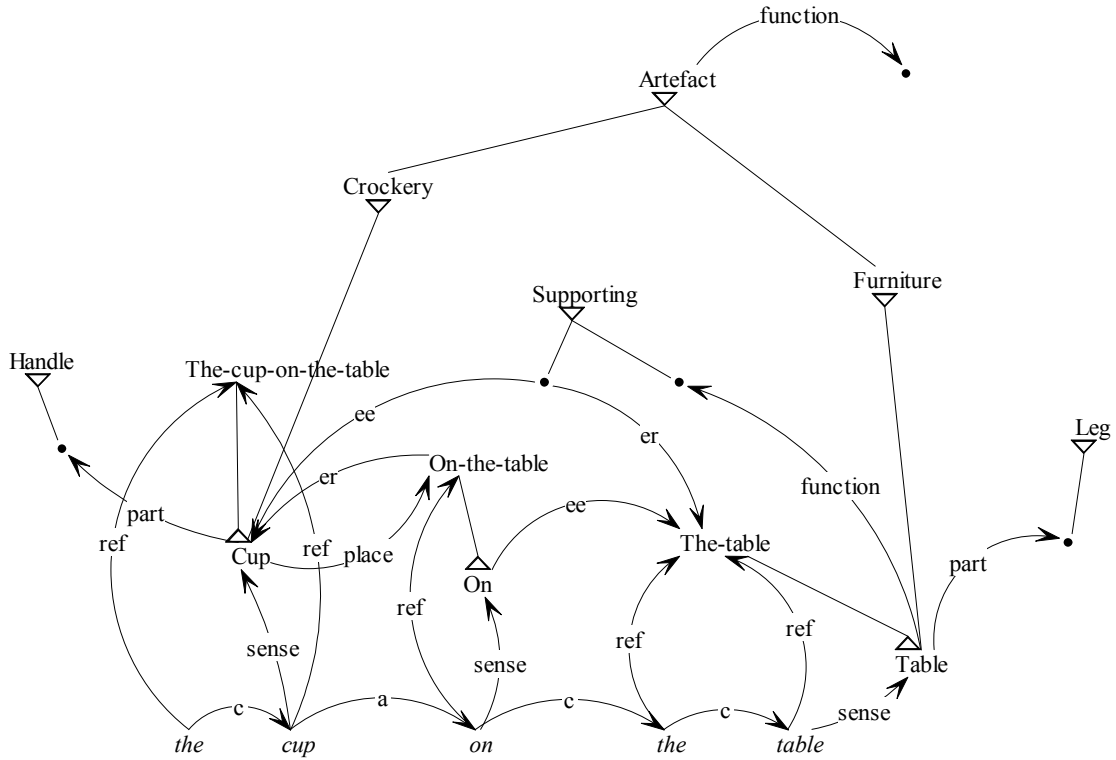 function
Artefact
Crockery
Furniture
Supporting
Handle
The-cup-on-the-table
ee
Leg
er
On-the-table
er
function
part
ee
ref
ref
Cup
place
The-table
part
On
ref
ref
ref
sense
sense
Table
c
a
c
c
sense
the
cup
on
the
table